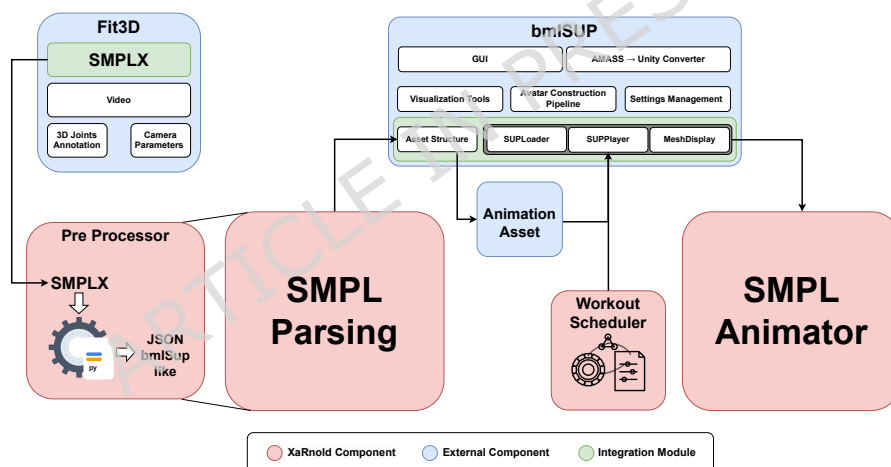 Fit3D
SMPLX
Video
3D Joints
Annotation
Camera
Parameters
bmlSUP
GUI
AMASS → Unity Converter
Visualization Tools
Avatar Construction
Pipeline
Settings Management
Asset Structure
SUPLoader
SUPPlayer
MeshDisplay
Animation
Asset
Pre Processor
SMPLX
py
JSON
bmlSup
like
SMPL
Parsing
Workout
Scheduler
SMPL
Animator
XaRnold Component
External Component
Integration Module
ARTICLE IN PRES